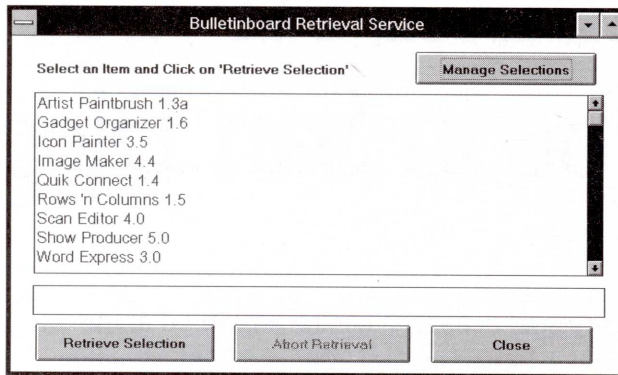 Bulletinboard Retrieval Service
Select an Item and Click on 'Retrieve Selection'
Manage Selections
Artist Paintbrush 1.3a
Gadget Organizer 1.6
Icon Painter 3.5
Image Maker 4.4
Quik Connect 1.4
Rows 'n Columns 1.5
Scan Editor 4.0
Show Producer 5.0
Word Express 3.0
Retrieve Selection
Abort Retrieval
Close